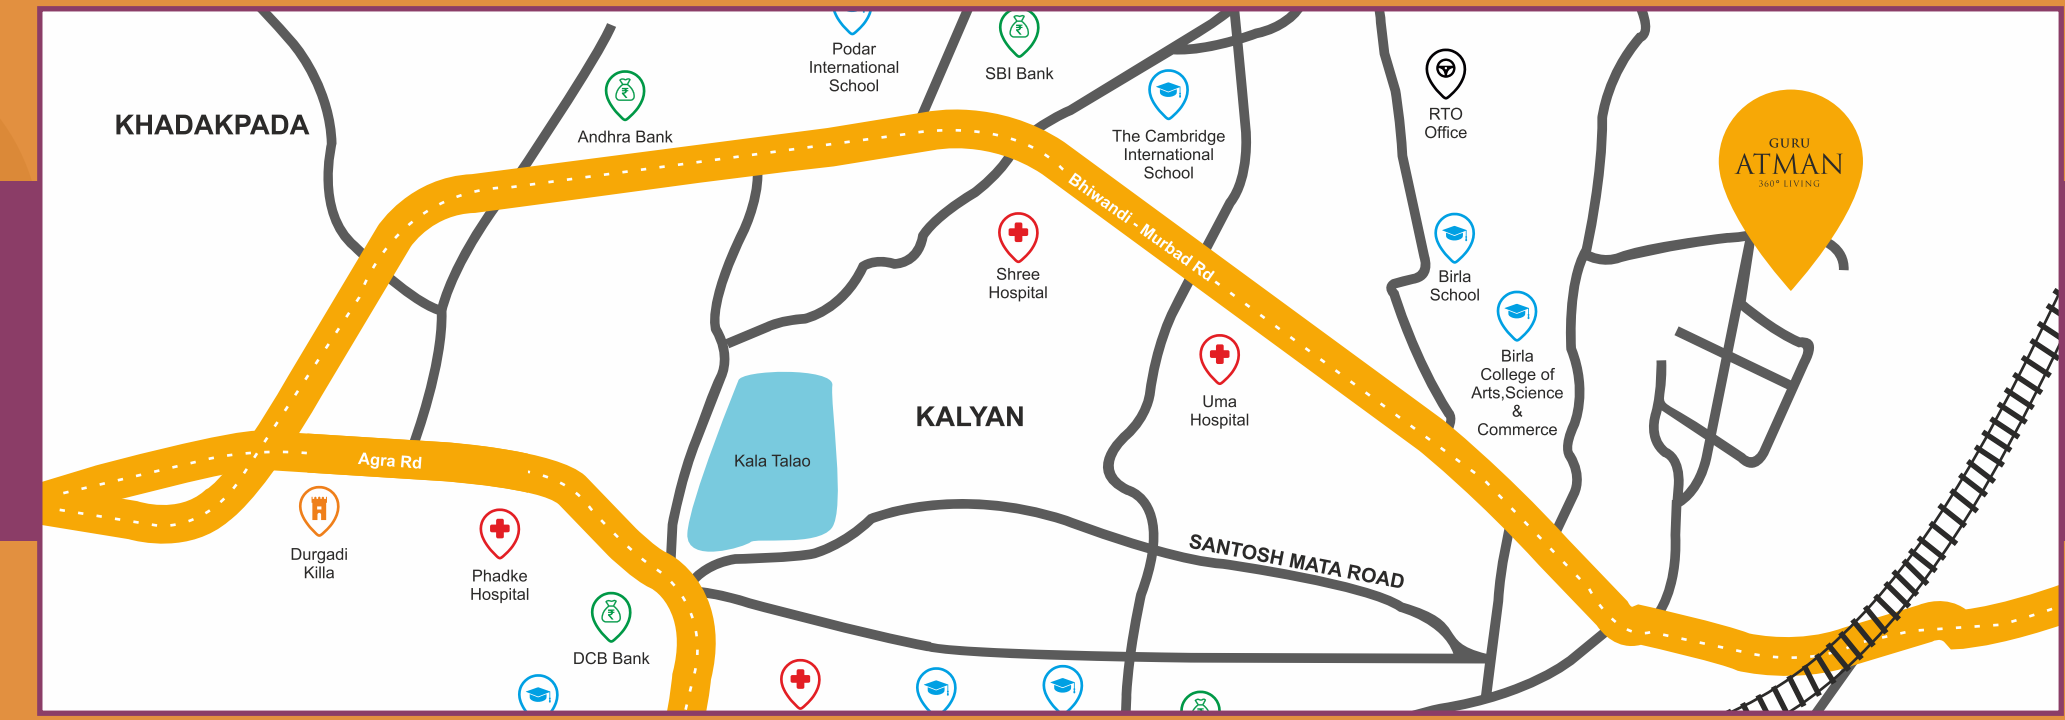 Podar
International
School
SBI Bank
KHADAKPADA
Andhra Bank
The Cambridge
International
School
RTO
Office
GURU
ATMAN
360° LIVING
Bhiwandi - Murbad Rd
Shree
Hospital
Birla
School
Uma
Hospital
Birla
College of
Arts,Science
&
Commerce
KALYAN
Kala Talao
Agra Rd
Durgadi
Killa
Phadke
Hospital
SANTOSH MATA ROAD
DCB Bank